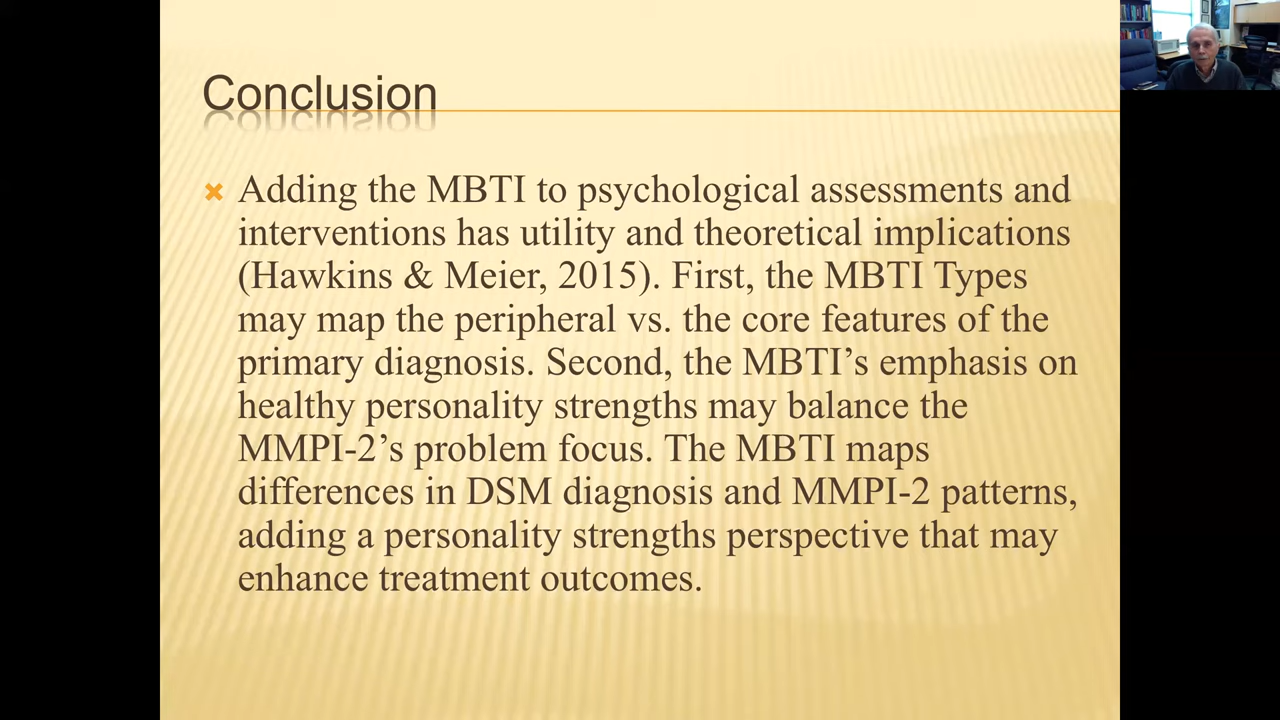 Conclusion
Adding the MBTI to psychological assessments and
interventions has utility and theoretical implications
(Hawkins & Meier, 2015). First, the MBTI Types
may map the peripheral vs. the core features of the
primary diagnosis. Second, the MBTI’s emphasis on
healthy personality strengths may balance the
MMPI-2’s problem focus. The MBTI maps
differences in DSM diagnosis and MMPI-2 patterns,
adding a personality strengths perspective that may
enhance treatment outcomes.